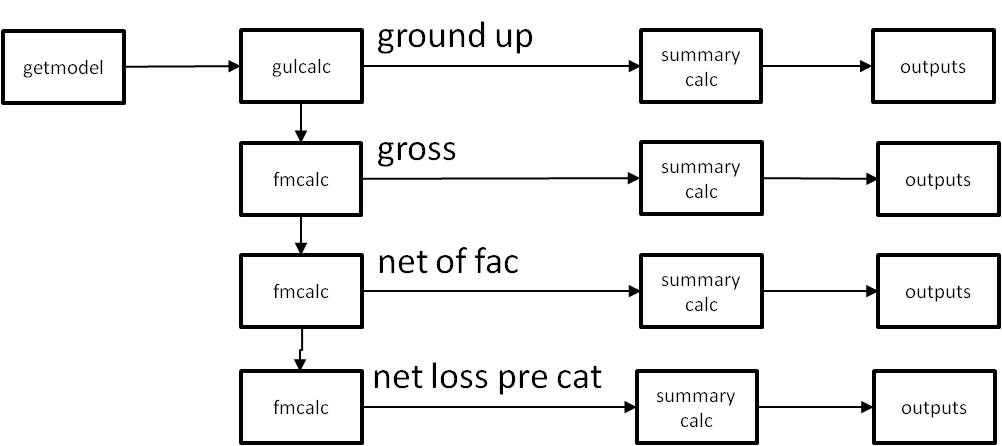 ground up
getmodel
gulcalc
summary
calc
outputs
gross
fmcalc
summary
calc
outputs
net of fac
fmcalc
summary
calc
outputs
net loss pre cat
fmcalc
summary
calc
outputs